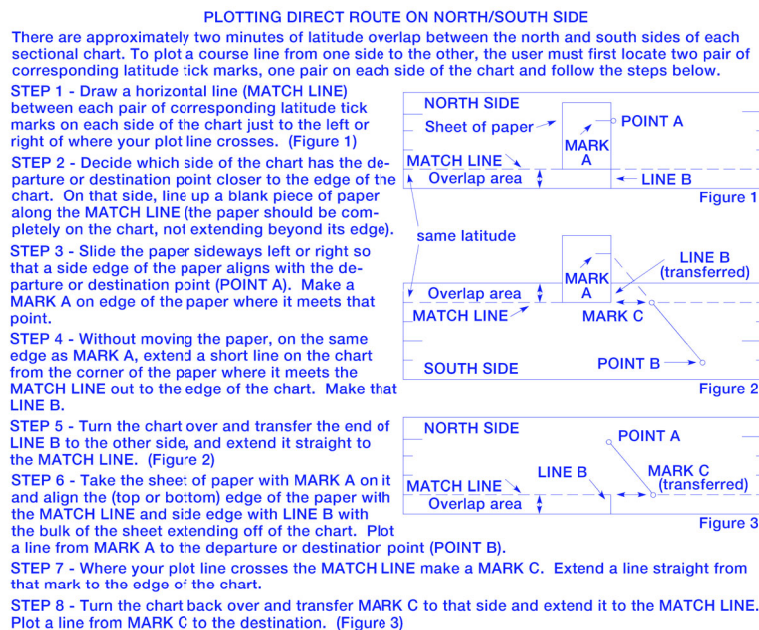 PLOTTING DIRECT ROUTE ON NORTH/SOUTH SIDE
There are approximately two minutes of latitude overlap between the north and south sides of each
sectional chart. To plot a course line from one side to the other, the user must first locate two pair of
corresponding latitude tick marks, one pair on each side of the chart and follow the steps below.
STEP 1 - Draw a horizontal line (MATCH LINE)
between each pair of corresponding latitude tick
marks on each side of the chart just to the left or
right of where your plot line crosses. (Figure 1)
STEP 2 - Decide which side of the chart has the de-
parture or destination point closer to the edge of the
chart. On that side, line up a blank piece of paper
along the MATCH LINE (the paper should be com-
pletely on the chart, not extending beyond its edge).
STEP 3 - Slide the paper sideways left or right so
that a side edge of the paper aligns with the de-
parture or destination point (POINT A). Make a
MARK A on edge of the paper where it meets that
point.
STEP 4 - Without moving the paper, on the same
edge as MARK A, extend a short line on the chart
from the corner of the paper where it meets the
MATCH LINE out to the edge of the chart. Make that
LINE B.
STEP 5 - Turn the chart over and transfer the end of
LINE B to the other side, and extend it straight to
the MATCH LINE. (Figure 2)
STEP 6 - Take the sheet of paper with MARK A on it
and align the (top or bottom) edge of the paper with
the MATCH LINE and side edge with LINE B with
the bulk of the sheet extending off of the chart. Plot
a line from MARK A to the departure or destination point (POINT B).
STEP 7 - Where your plot line crosses the MATCH LINE make a MARK C. Extend a line straight from
that mark to the edge of the chart.
STEP 8 - Turn the chart back over and transfer MARK C to that side and extend it to the MATCH LINE.
Plot a line from MARK C to the destination. (Figure 3)
NORTH SIDE
Sheet of paper
POINT A
MARK
A
MATCH LINE
Overlap area
LINE B
Figure 1
same latitude
LINE B
(transferred)
MARK
A
Overlap area
MATCH LINE
MARK C
POINT B
SOUTH SIDE
Figure 2
NORTH SIDE
POINT A
LINE B
MARK C
(transferred)
MATCH LINE
Overlap area
Figure 3